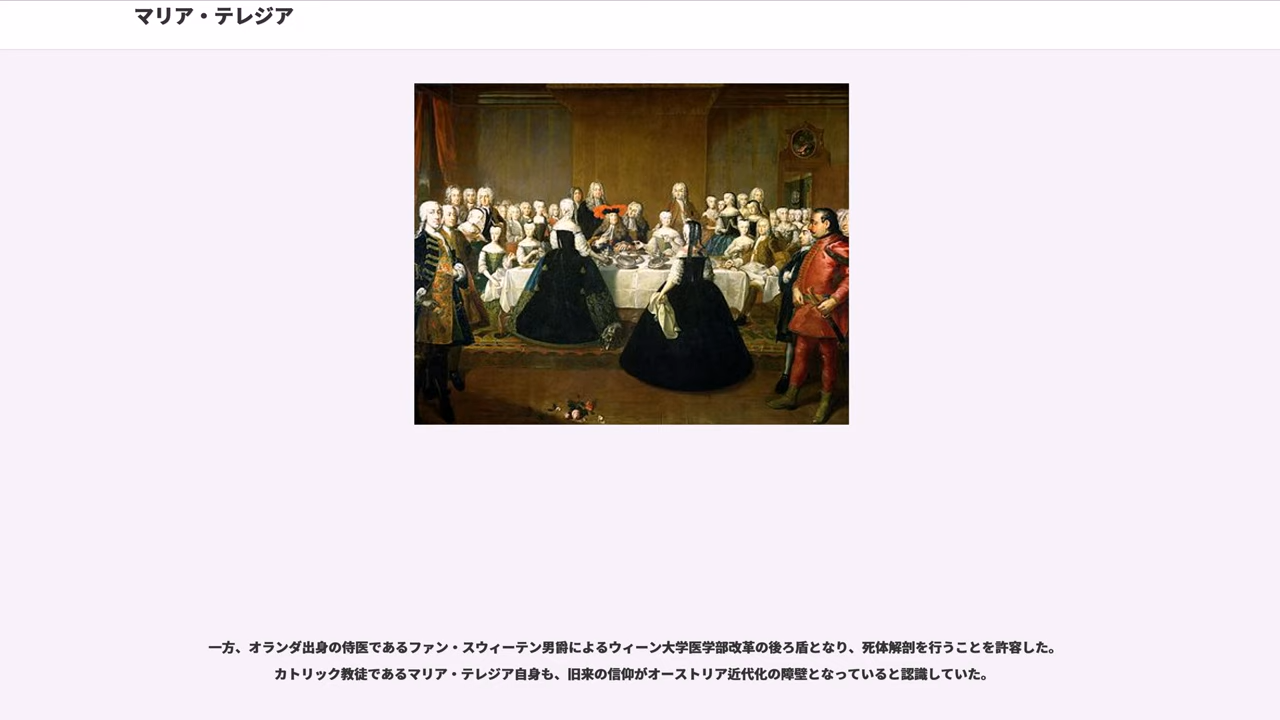 マリア・テレジア
一方、オランダ出身の侍医であるファン・スウィーテン男爵によるウィーン大学医学部改革の後ろ盾となり、死体解剖を行うことを許容した。
カトリック教徒であるマリア・テレジア自身も、旧来の信仰がオーストリア近代化の障壁となっていると認識していた。